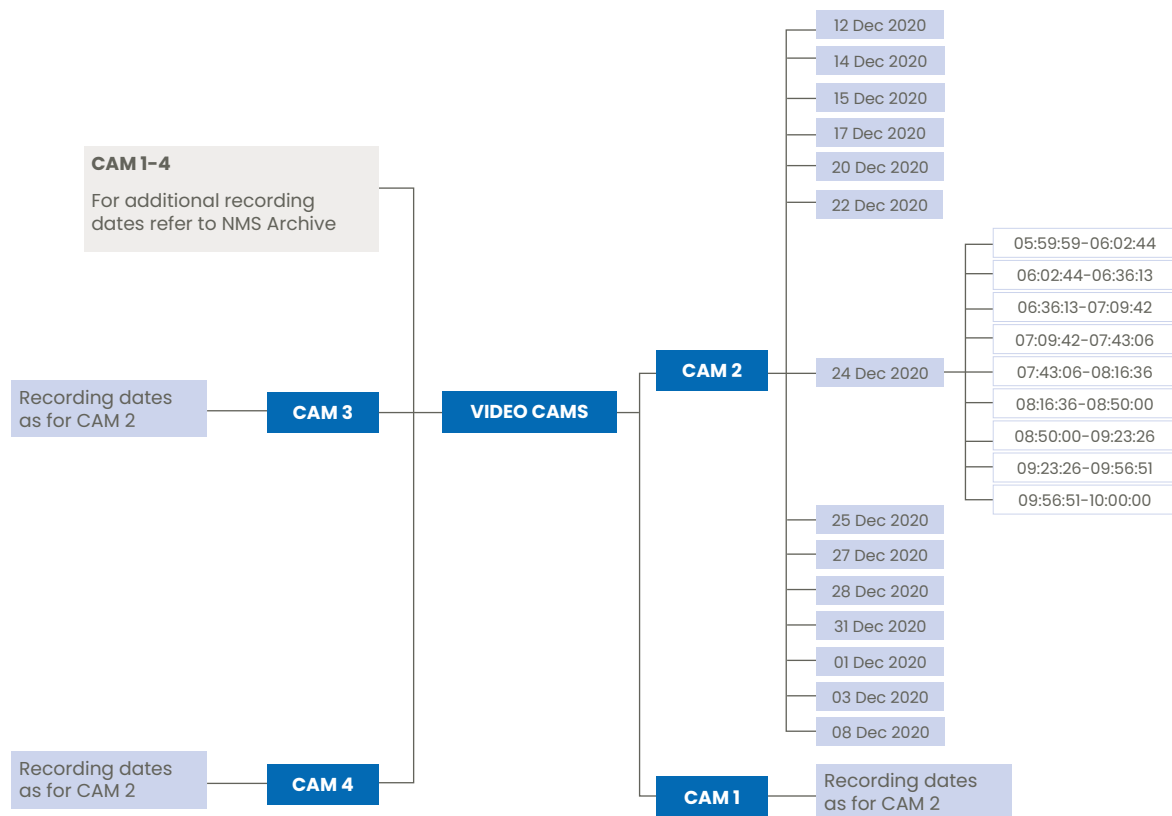 CAM 1-4
For additional recording
dates refer to NMS Archive
Recording dates
as for CAM 2
CAM 3
VIDEO CAMS
Recording dates
as for CAM 2
CAM 4
CAM 2
12 Dec 2020
14 Dec 2020
15 Dec 2020
17 Dec 2020
20 Dec 2020
22 Dec 2020
24 Dec 2020
05:59:59-06:02:44
06:02:44-06:36:13
06:36:13-07:09:42
07:09:42-07:43:06
07:43:06-08:16:36
08:16:36-08:50:00
08:50:00-09:23:26
09:23:26-09:56:51
09:56:51-10:00:00
25 Dec 2020
27 Dec 2020
28 Dec 2020
31 Dec 2020
01 Dec 2020
03 Dec 2020
08 Dec 2020
CAM 1
Recording dates
as for CAM 2